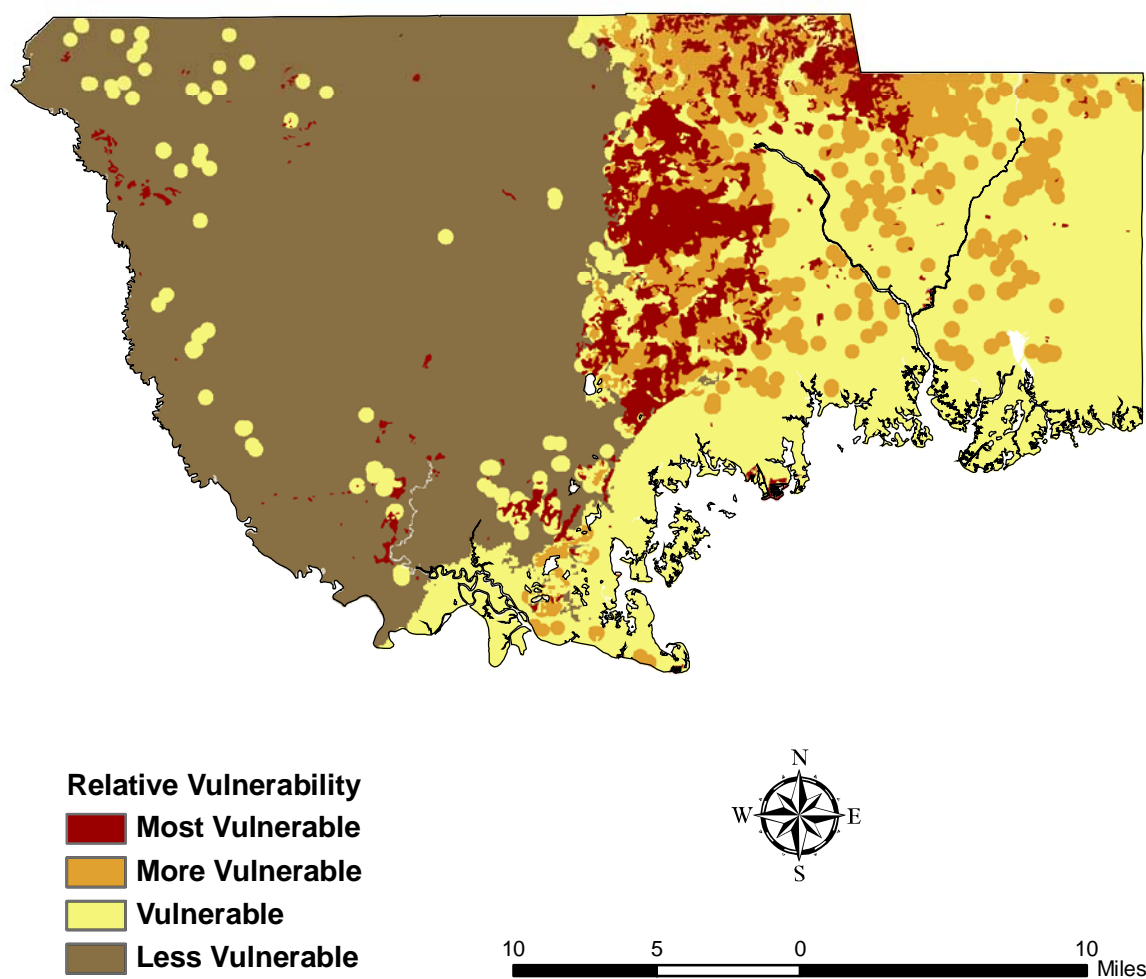 N
W E
S
Relative Vulnerability
Most Vulnerable
More Vulnerable
Vulnerable
Less Vulnerable
10 5 0 10
Miles